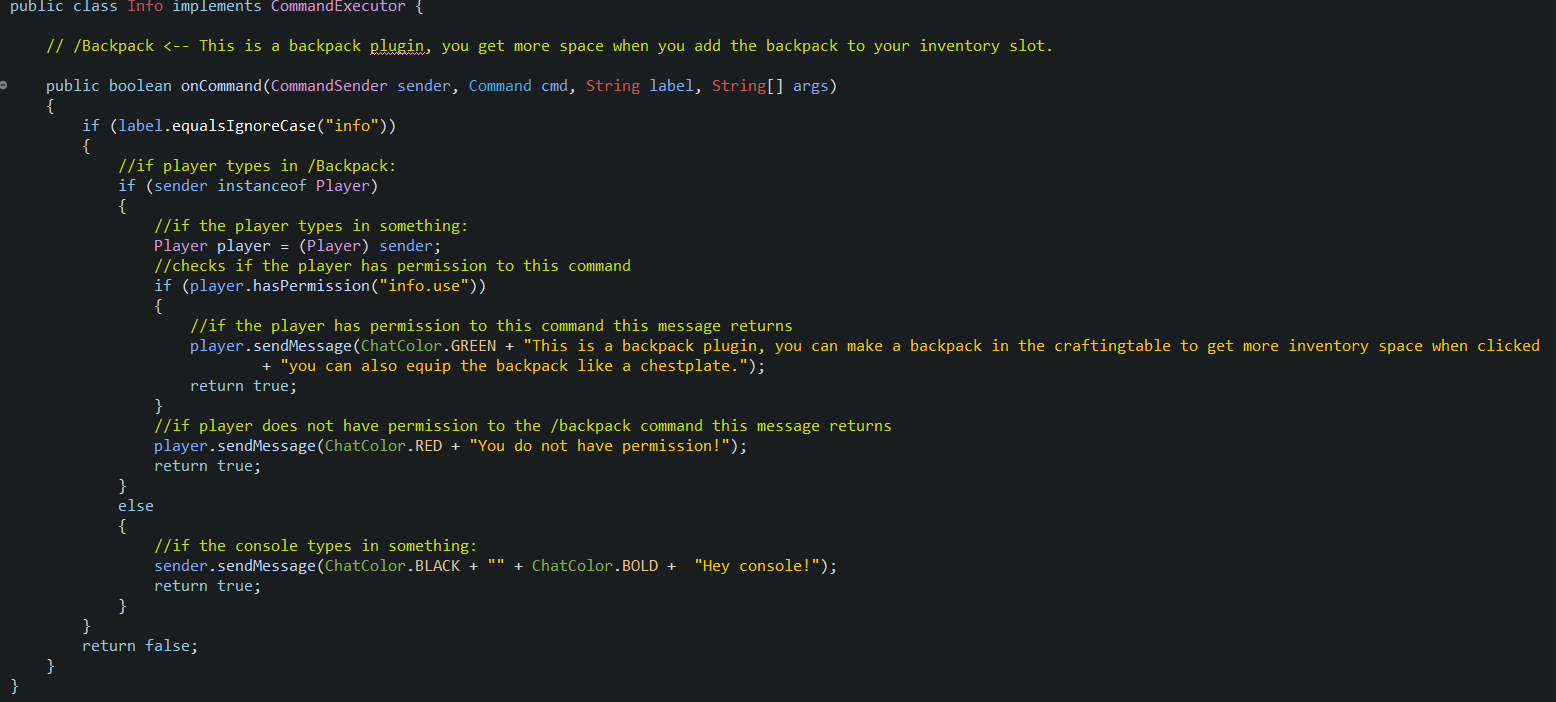 public class Info implements CommandExecutor {
// /Backpack <-- This is a backpack plugin, you get more space when you add the backpack to your inventory slot.
public boolean onCommand(CommandSender sender, Command cmd, String label, String[] args)
{
if (label.equalsIgnoreCase("info"))
{
//if player types in /Backpack:
if (sender instanceof Player)
{
//if the player types in something:
Player player = (Player) sender;
//checks if the player has permission to this command
if (player.hasPermission("info.use"))
{
//if the player has permission to this command this message returns
player.sendMessage(ChatColor.GREEN + "This is a backpack plugin, you can make a backpack in the craftingtable to get more inventory space when clicked
+ "you can also equip the backpack like a chestplate.");
return true;
}
//if player does not have permission to the /backpack command this message returns
player.sendMessage(ChatColor.RED + "You do not have permission!");
return true;
}
else
{
//if the console types in something:
sender.sendMessage(ChatColor.BLACK + "" + ChatColor.BOLD +  "Hey console!");
return true;
}
}
return false;
}
}